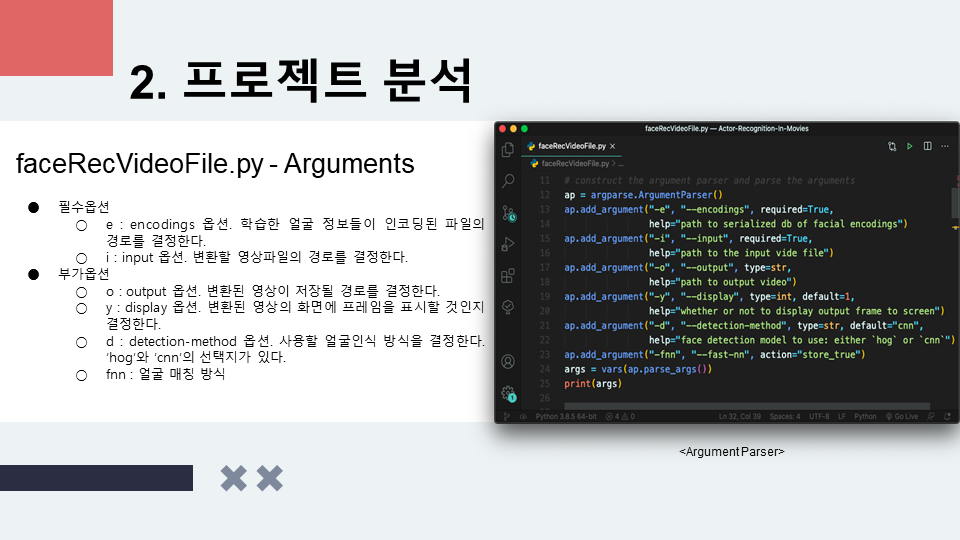 2. 프로젝트 분석
faceRecVideoFile.py - Arguments
● 필수옵션
○ e : encodings 옵션. 학습한 얼굴 정보들이 인코딩된 파일의
경로를 결정한다.
○ i : input 옵션. 변환할 영상파일의 경로를 결정한다.
● 부가옵션
○ o : output 옵션. 변환된 영상이 저장될 경로를 결정한다.
○ y : display 옵션. 변환된 영상의 화면에 프레임을 표시할 것인지
결정한다.
○ d : detection-method 옵션. 사용할 얼굴인식 방식을 결정한다.
‘hog’와 ‘cnn’의 선택지가 있다.
○ fnn : 얼굴 매칭 방식
faceRecVideoFile.py — Actor-Recognition-In-Movies
faceRecVideoFile.py ×
faceRecVideoFile.py > ...
11 # construct the argument parser and parse the arguments
12 ap = argparse.ArgumentParser()
13 ap.add_argument("-e", "--encodings", required=True,
14 help="path to serialized db of facial encodings")
15 ap.add_argument("-i", "--input", required=True,
16 help="path to the input vide file")
17 ap.add_argument("-o", "--output", type=str,
18 help="path to output video")
19 ap.add_argument("-y", "--display", type=int, default=1,
20 help="whether or not to display output frame to screen")
21 ap.add_argument("-d", "--detection-method", type=str, default="cnn",
22 help="face detection model to use: either `hog` or `cnn`")
23 ap.add_argument("-fnn", "--fast-nn", action="store_true")
24 args = vars(ap.parse_args())
25 print(args)
26
Python 3.8.5 64-bit 4 0 Ln 32, Col 39 Spaces: 4 UTF-8 LF Python Go Live
<Argument Parser>